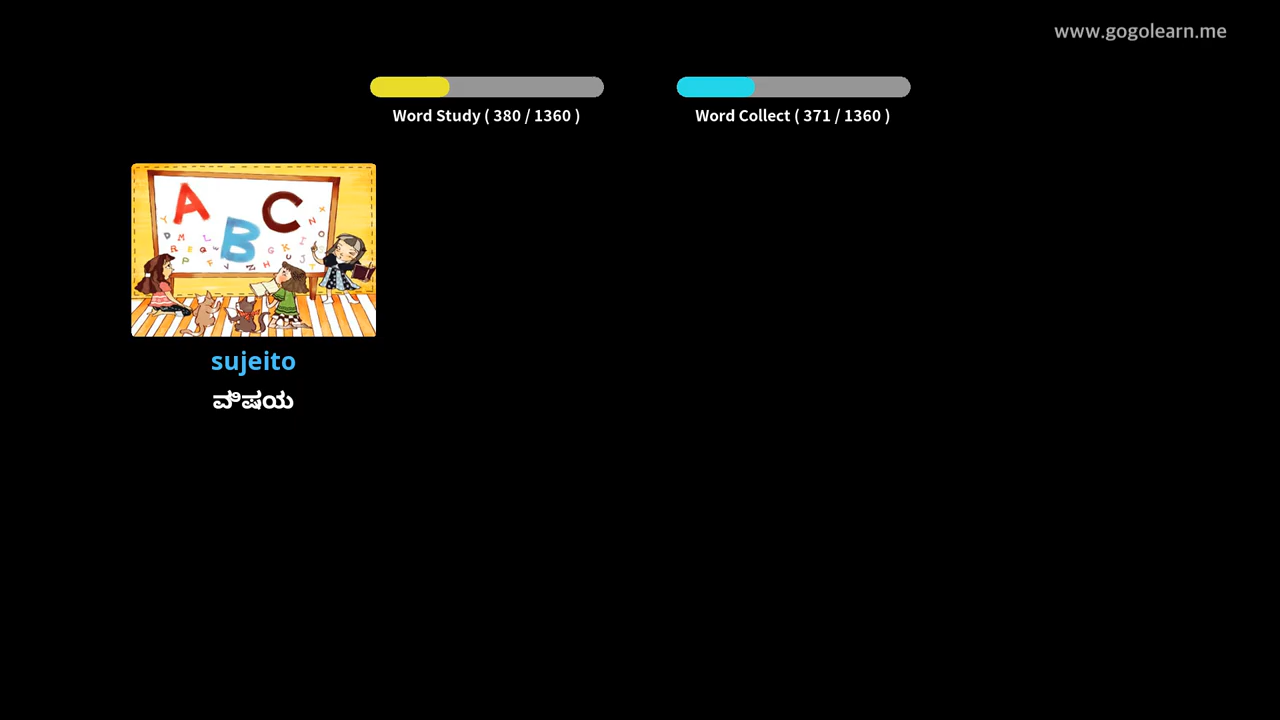 www.gogolearn.me
Word Study ( 380 / 1360 )
Word Collect ( 371 / 1360 )
A B C
sujeito
ವಿಷಯ